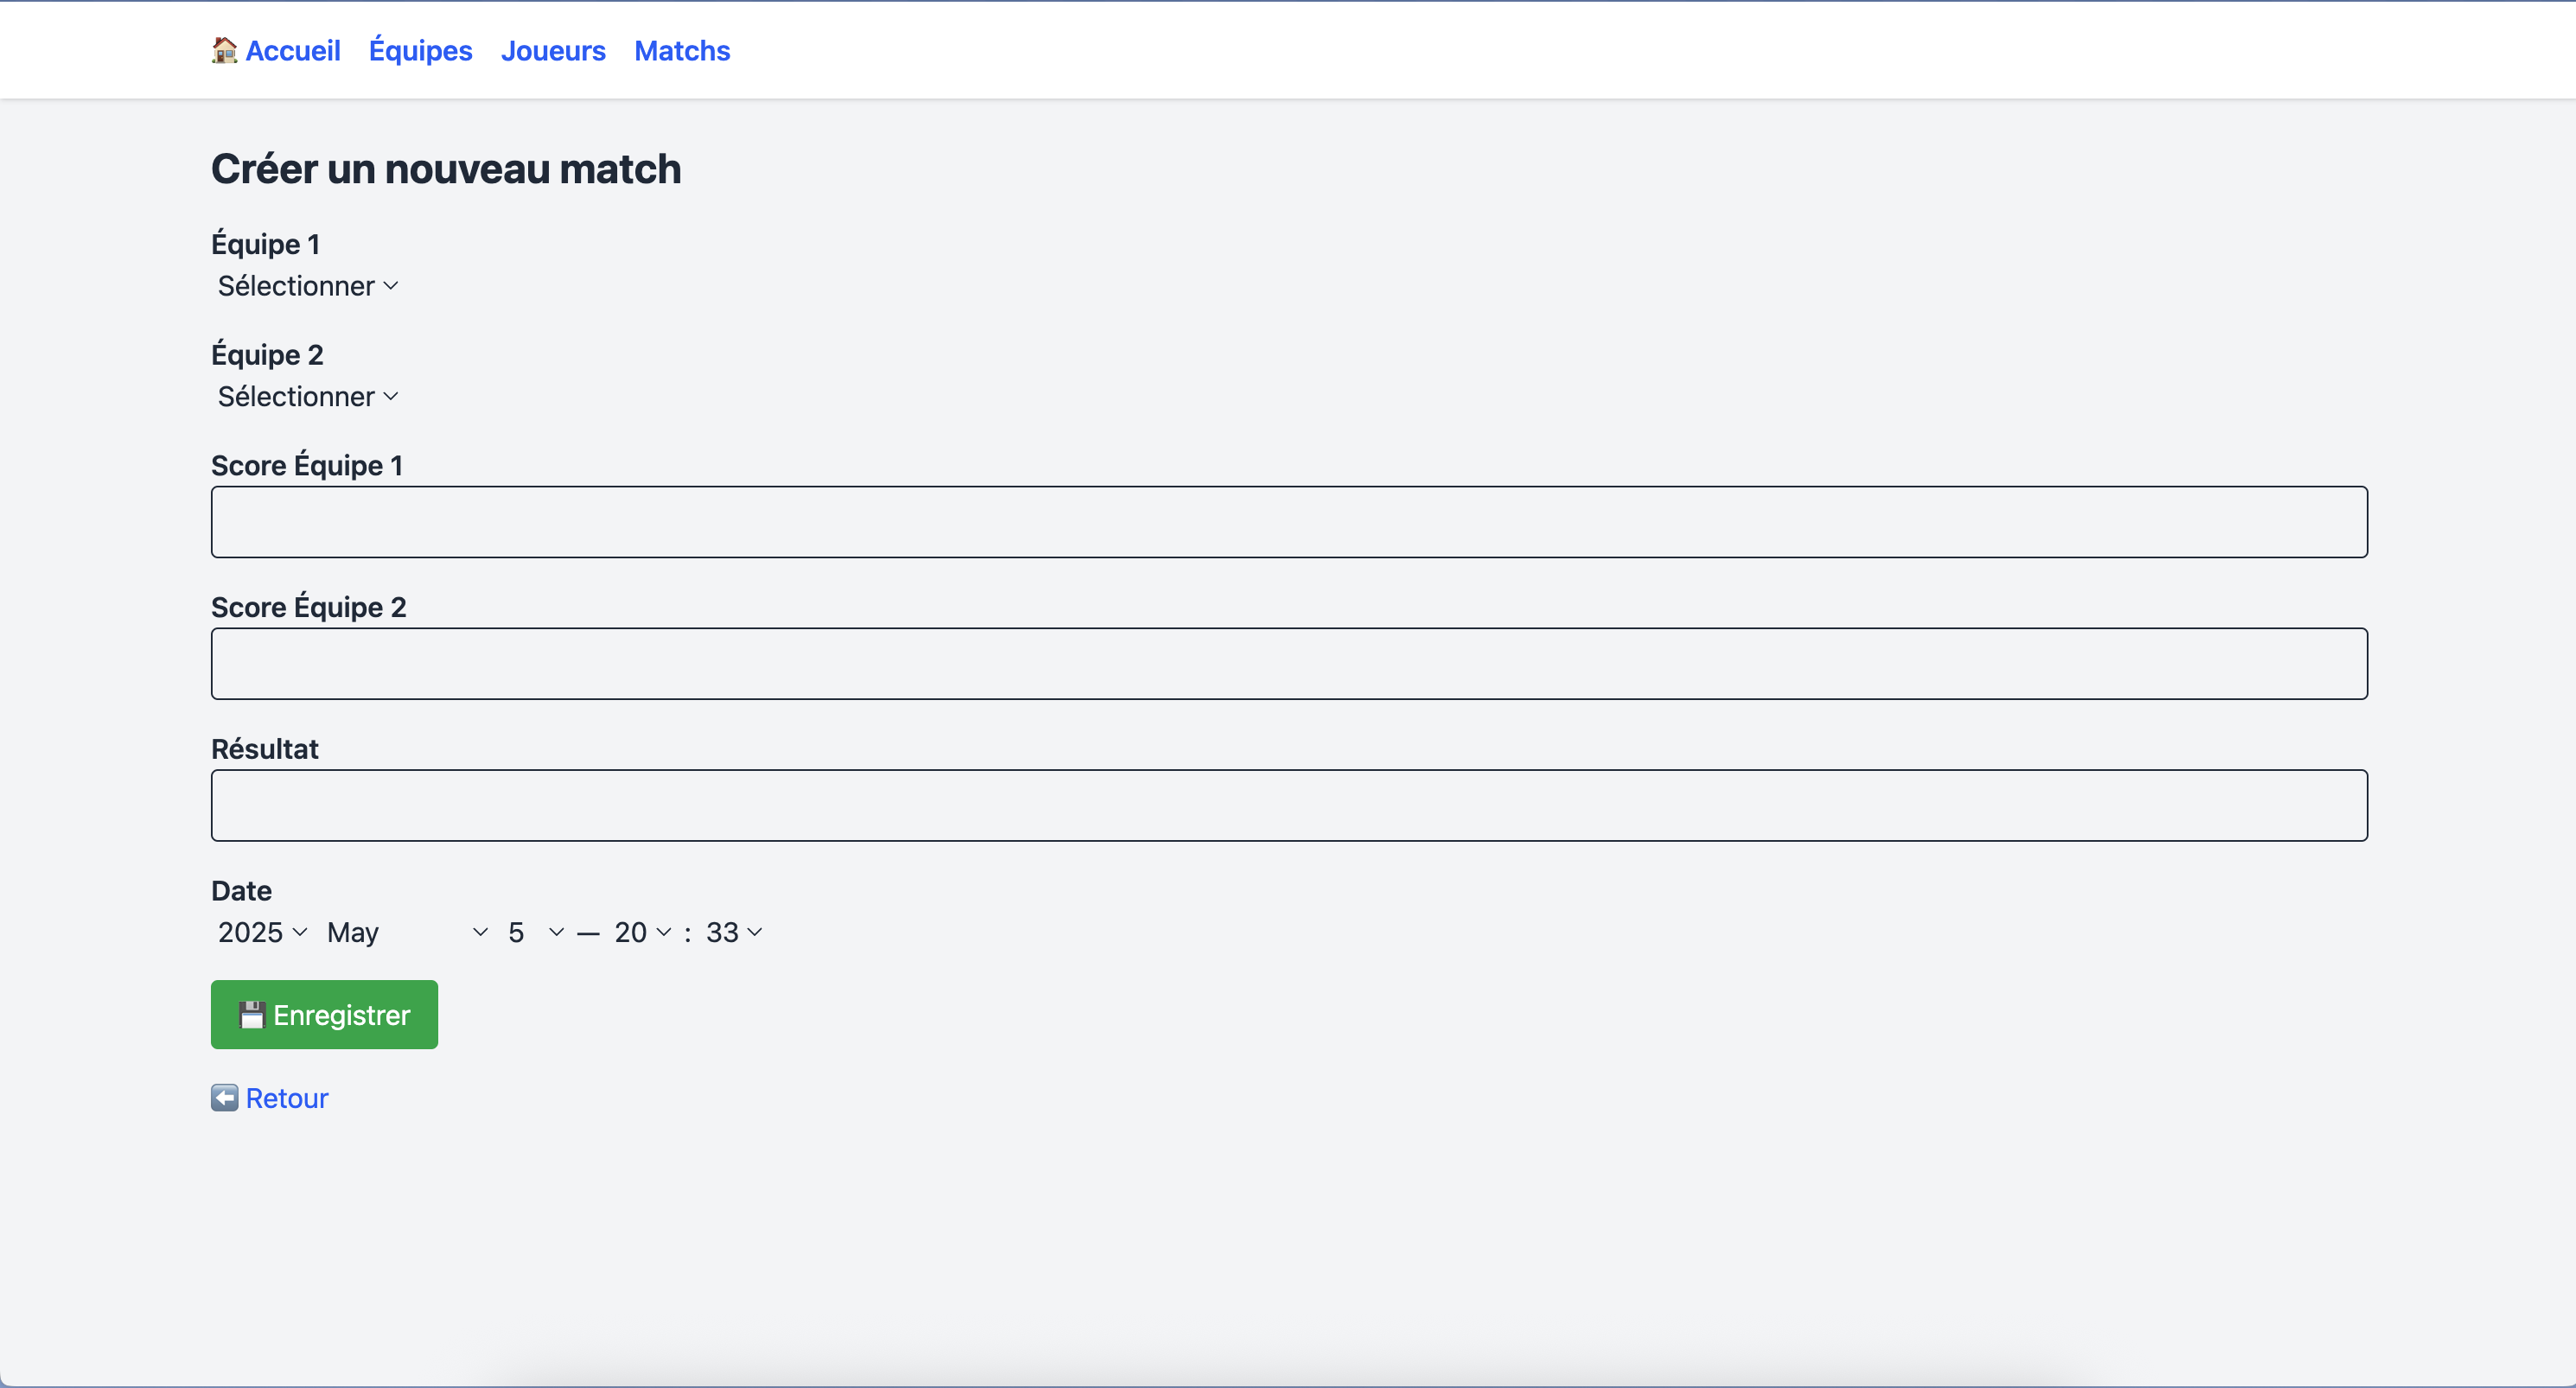 Accueil Équipes Joueurs Matchs
Créer un nouveau match
Équipe 1
Sélectionner
Équipe 2
Sélectionner
Score Équipe 1
Score Équipe 2
Résultat
Date
2025 May 5 — 20 : 33
Enregistrer
Retour